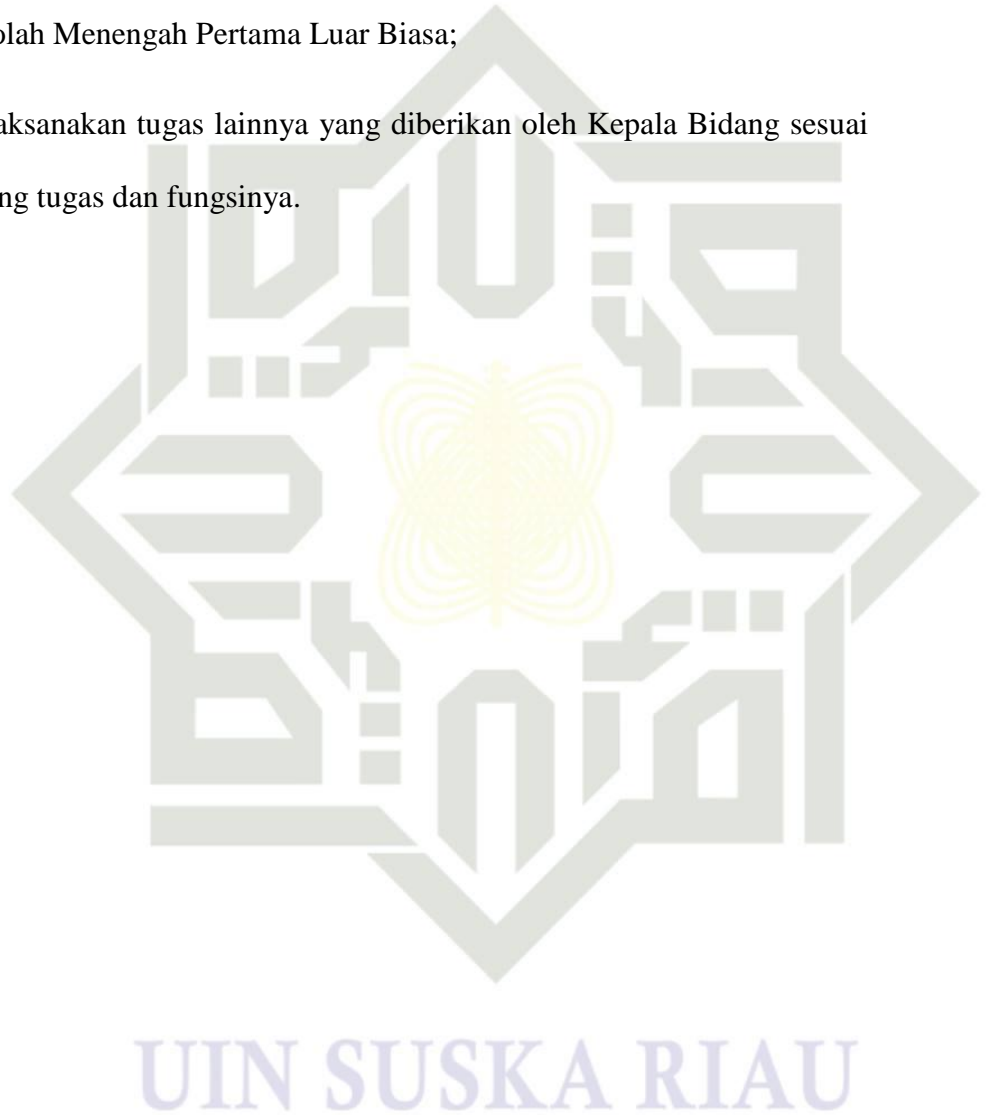 olah Menengah Pertama Luar Biasa;
aksanakan tugas lainnya yang diberikan oleh Kepala Bidang sesuai
ng tugas dan fungsinya.
UIN SUSKA RIAU